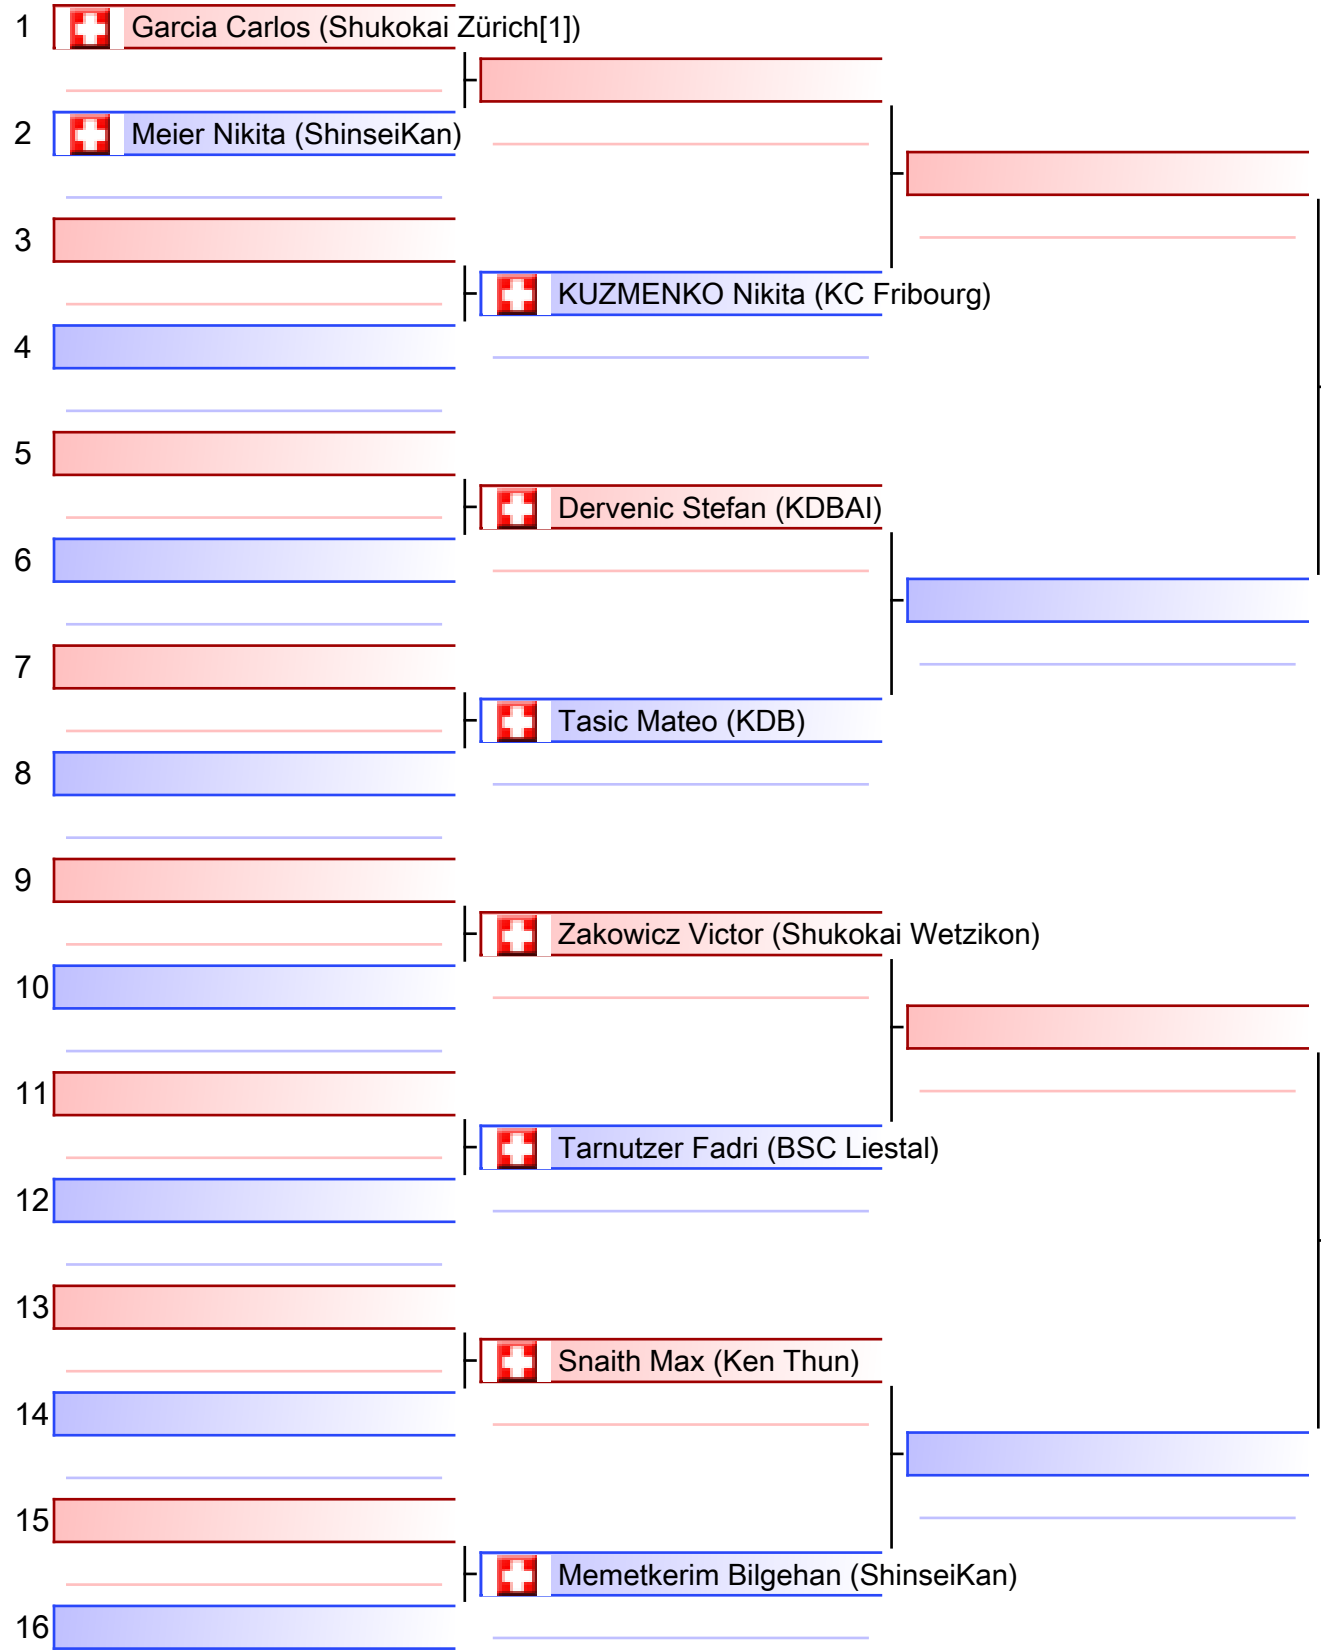 1 Garcia Carlos (Shukokai Zürich[1])
2 Meier Nikita (ShinseiKan)
3
KUZMENKO Nikita (KC Fribourg)
4
5
Dervenic Stefan (KDBAI)
6
7
Tasic Mateo (KDB)
8
9
Zakowicz Victor (Shukokai Wetzikon)
10
11
Tarnutzer Fadri (BSC Liestal)
12
13
Snaith Max (Ken Thun)
14
15
Memetkerim Bilgehan (ShinseiKan)
16